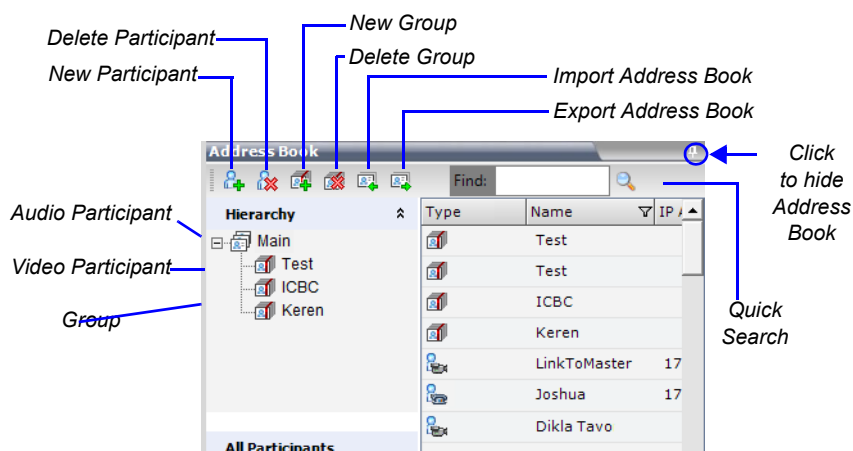 New Group
Delete Participant
Delete Group
New Participant
Import Address Book
Export Address Book
Address Book
Click
to hide
Address
Book
Find:
Audio Participant
Video Participant
Group
Hierarchy
Main
Test
ICBC
Keren
Type Name IP
Test
Test
ICBC
Keren
LinkToMaster 17
Joshua 17
Dikla Tavo
Quick
Search
All Participants